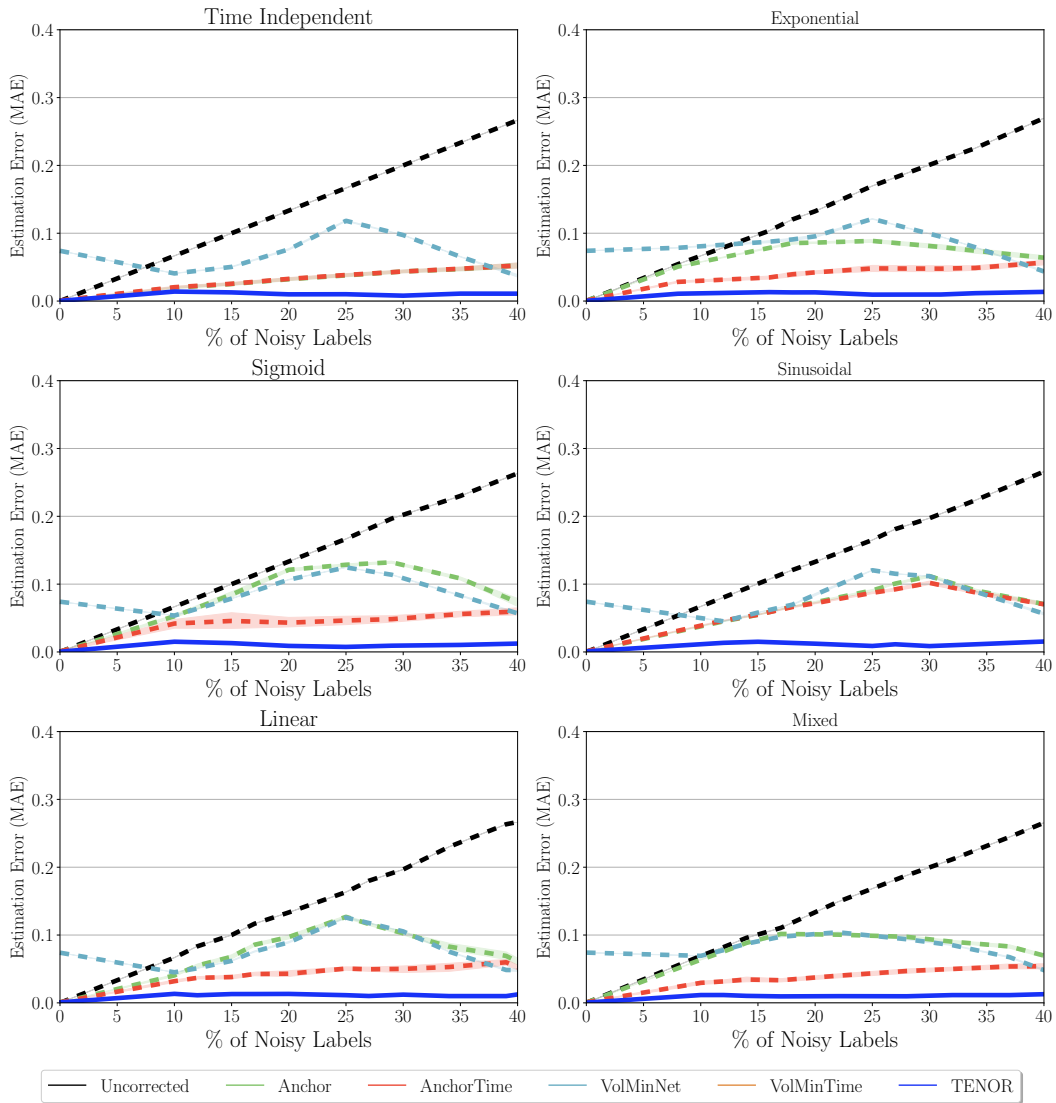 Time Independent
Estimation Error (MAE)
0.4
0.3
0.2
0.1
0.0
0 5 10 15 20 25 30 35 40
% of Noisy Labels
Exponential
Estimation Error (MAE)
0.4
0.3
0.2
0.1
0.0
0 5 10 15 20 25 30 35 40
% of Noisy Labels
Sigmoid
Estimation Error (MAE)
0.4
0.3
0.2
0.1
0.0
0 5 10 15 20 25 30 35 40
% of Noisy Labels
Sinusoidal
Estimation Error (MAE)
0.4
0.3
0.2
0.1
0.0
0 5 10 15 20 25 30 35 40
% of Noisy Labels
Linear
Estimation Error (MAE)
0.4
0.3
0.2
0.1
0.0
0 5 10 15 20 25 30 35 40
% of Noisy Labels
Mixed
Estimation Error (MAE)
0.4
0.3
0.2
0.1
0.0
0 5 10 15 20 25 30 35 40
% of Noisy Labels
Uncorrected Anchor AnchorTime VolMinNet VolMinTime TENOR